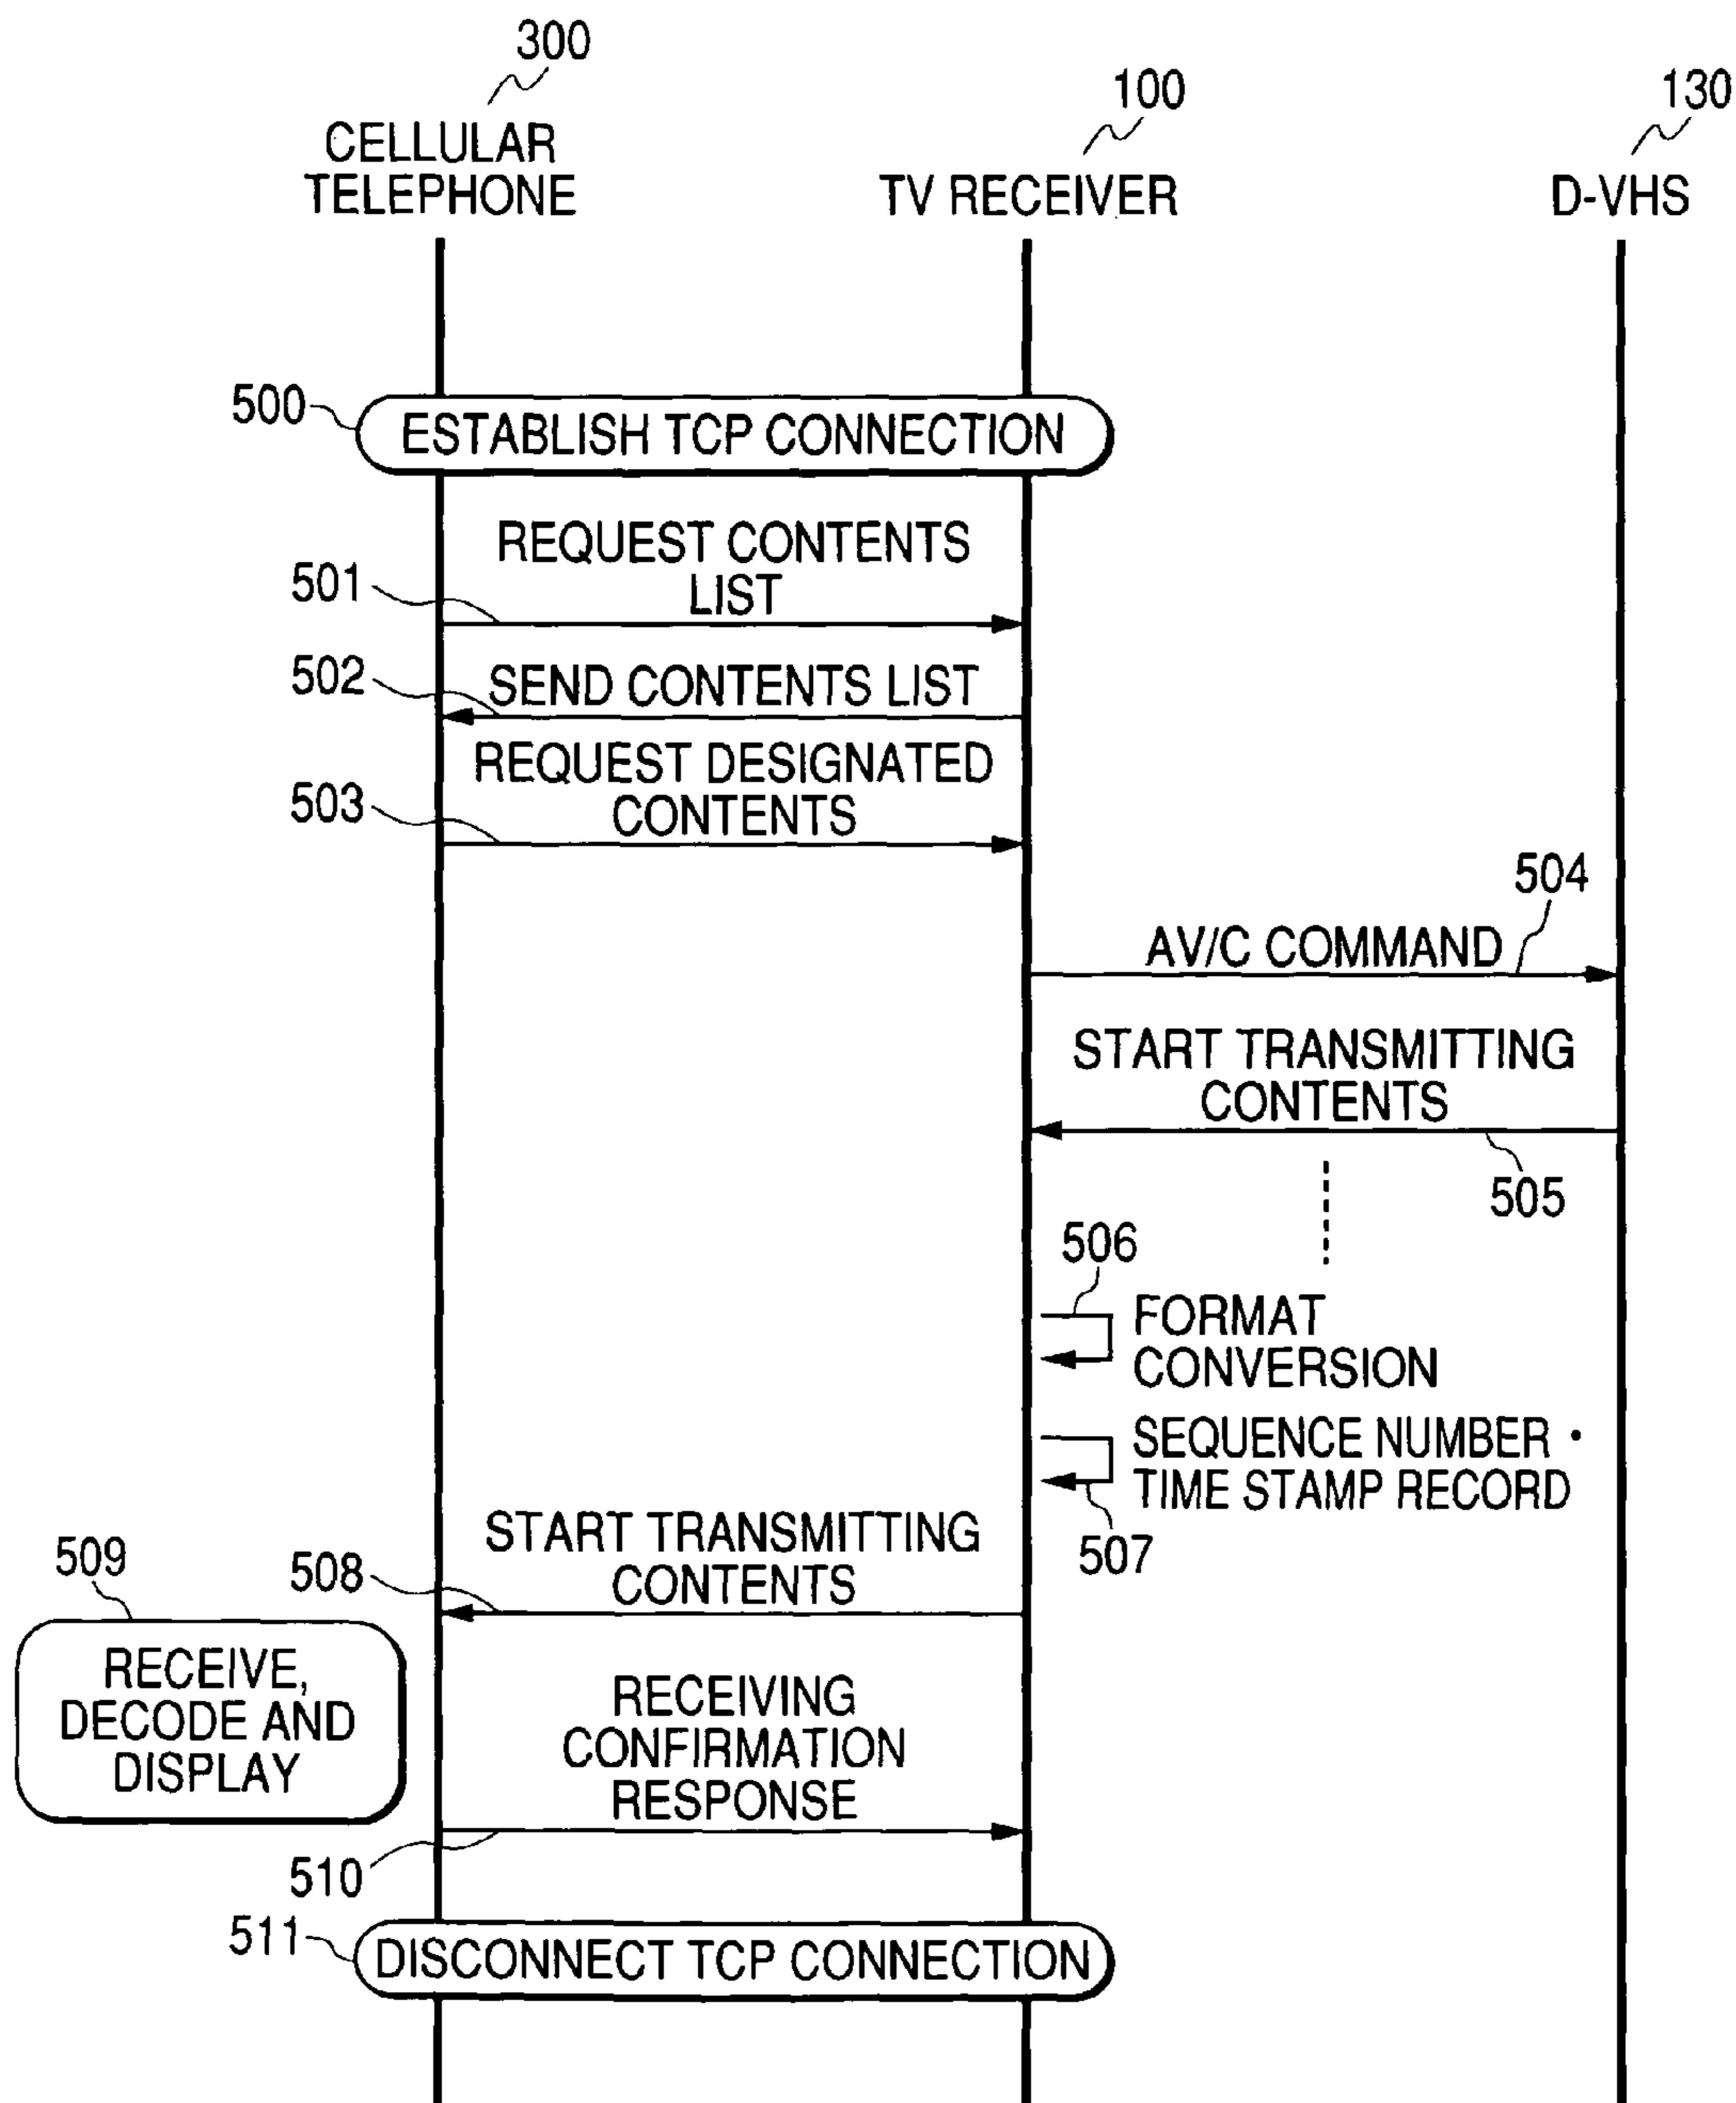 300
100
130
CELLULAR
TELEPHONE
TV RECEIVER
D-VHS
500
ESTABLISH TCP CONNECTION
REQUEST CONTENTS
LIST
501
502
SEND CONTENTS LIST
REQUEST DESIGNATED
CONTENTS
503
504
AV/C COMMAND
START TRANSMITTING
CONTENTS
505
506
FORMAT
CONVERSION
SEQUENCE NUMBER •
TIME STAMP RECORD
507
START TRANSMITTING
CONTENTS
508
509
RECEIVE,
DECODE AND
DISPLAY
RECEIVING
CONFIRMATION
RESPONSE
510
511
DISCONNECT TCP CONNECTION